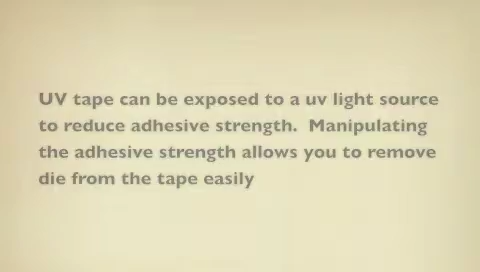 UV tape can be exposed to a uv light source
to reduce adhesive strength.  Manipulating
the adhesive strength allows you to remove
die from the tape easily